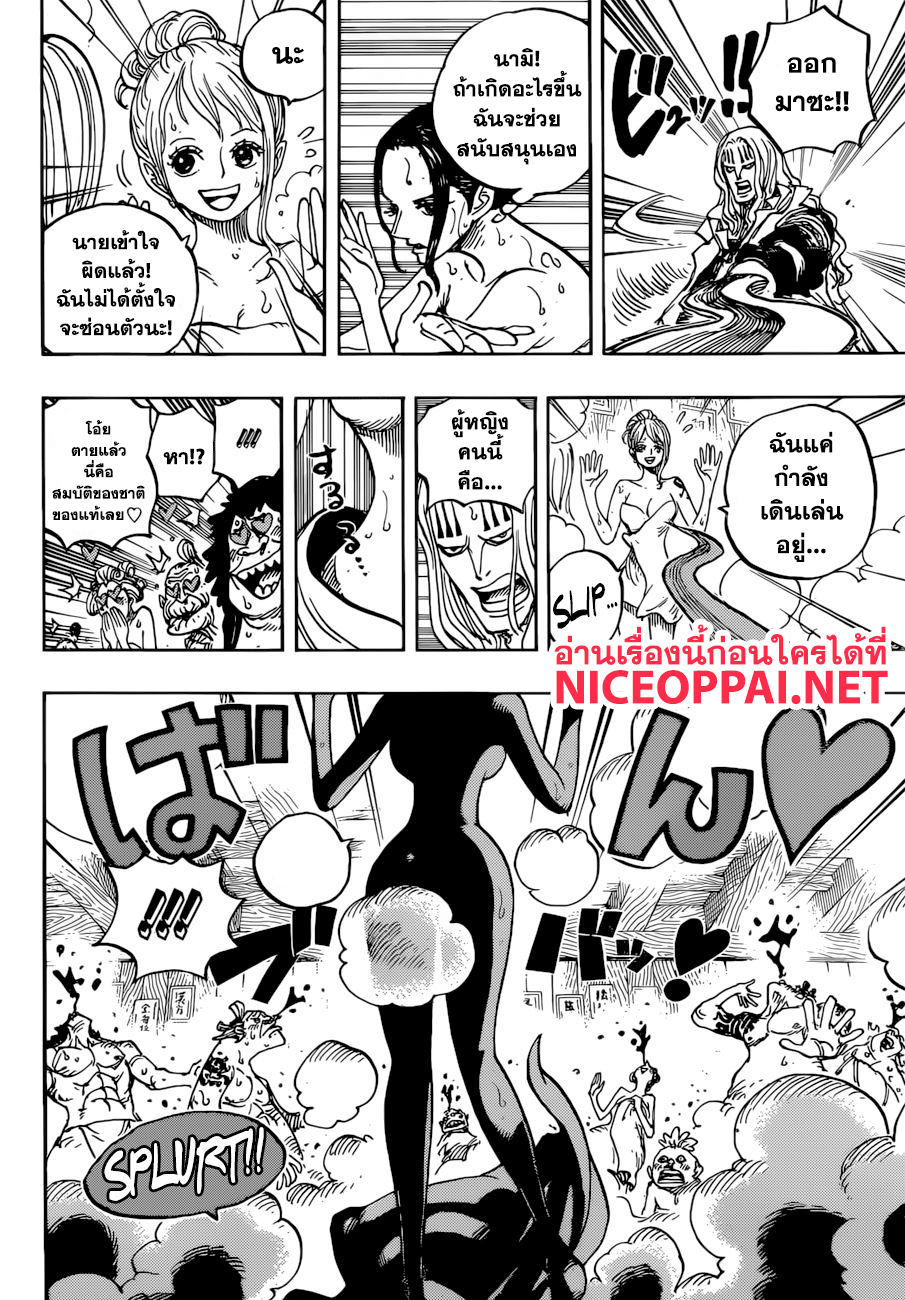 ออก
มาซะ!!
ビュッ!!
นามิ!
ถ้าเกิดอะไรขึ้น
ฉันจะช่วย
สนับสนุนเอง
นะ
นายเข้าใจ
ผิดแล้ว!
ฉันไม่ได้ตั้งใจ
จะซ่อนตัวนะ!
ฉันแค่
กำลัง
เดินเล่น
อยู่...
SLIP...
ผู้หญิง
คนนี้
คือ...
するる...
!!!
หา!?
โอ้ย
ตายแล้ว
นี่คือ
สมบัติของชาติ
ของแท้เลย♡
อ่านเรื่องนี้ก่อนใครได้ที่
NICEOPPAI.NET
ばん♡
!!!!
ブバッ♡!
SPLURT!!